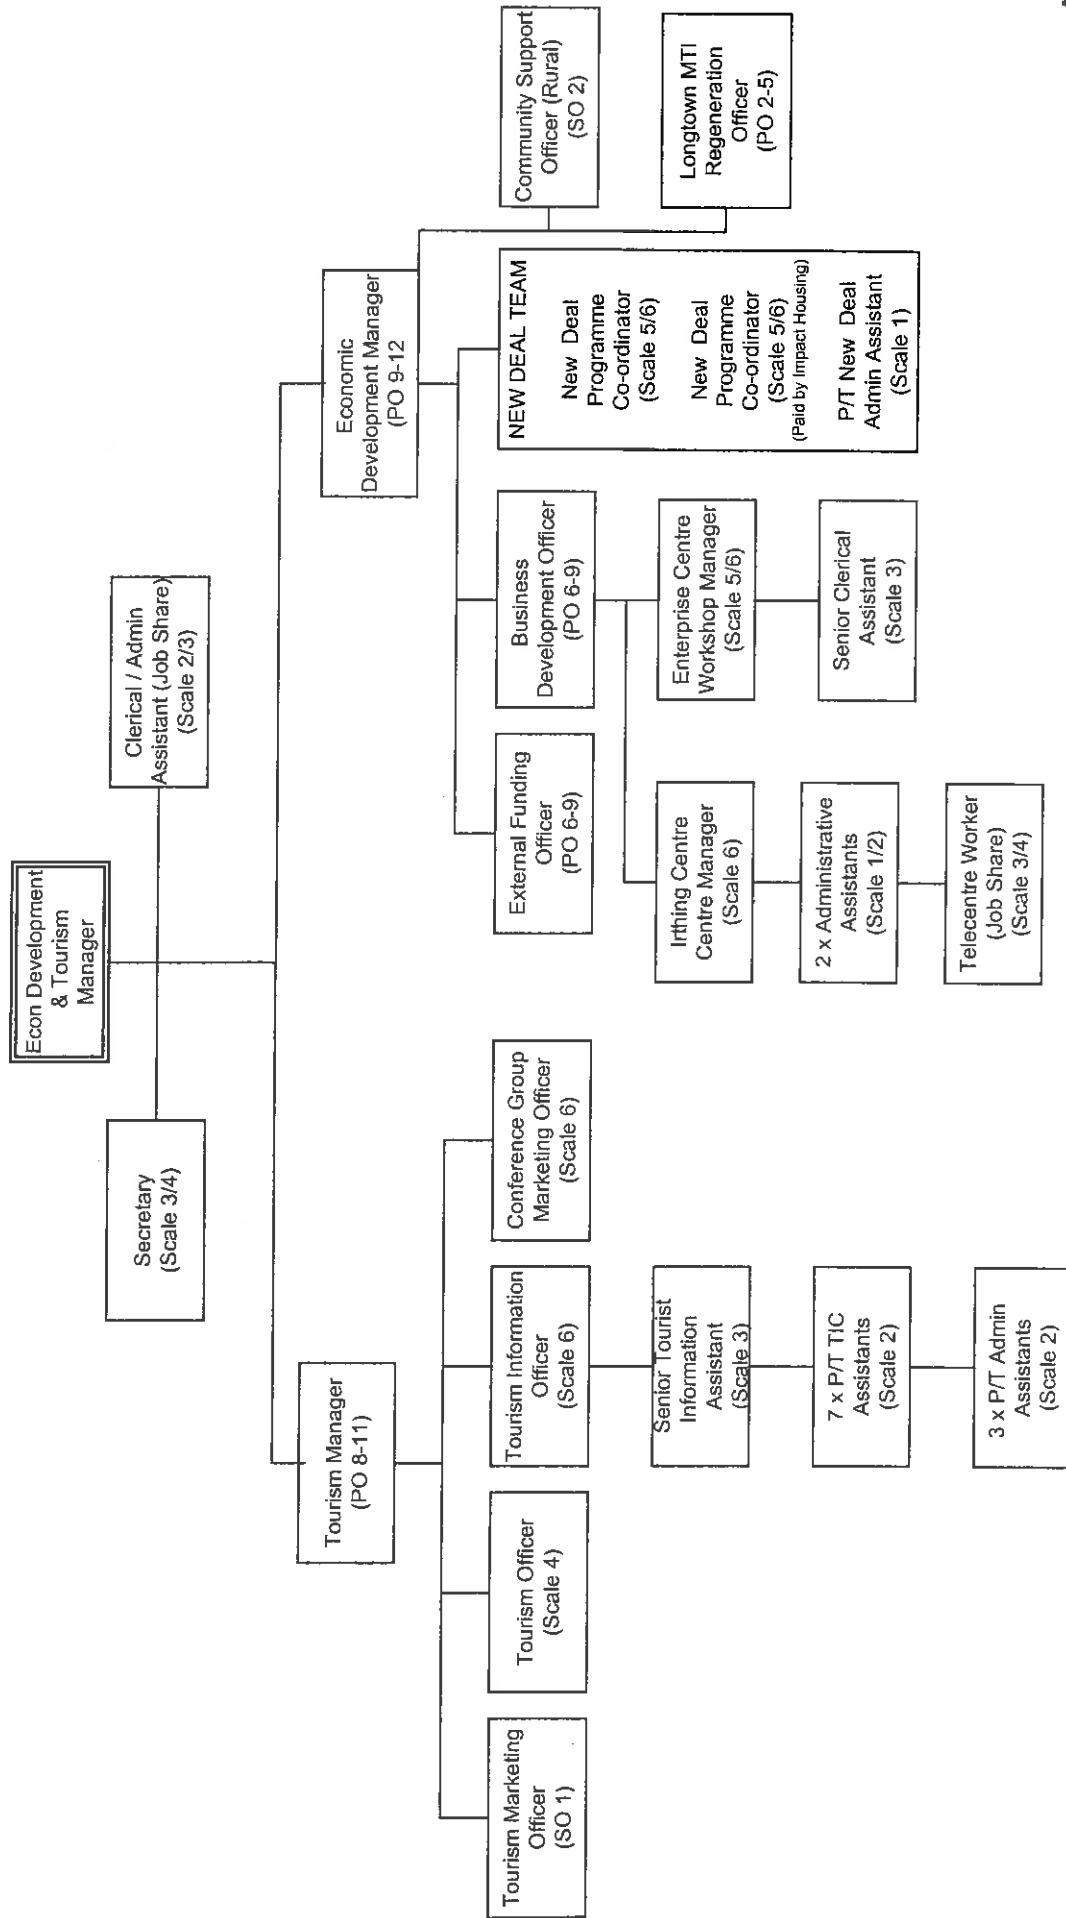 Econ Development
& Tourism
Manager
Secretary
(Scale 3/4)
Clerical / Admin
Assistant (Job Share)
(Scale 2/3)
Tourism Manager
(PO 8-11)
Economic
Development Manager
(PO 9-12
Tourism Marketing
Officer
(SO 1)
Tourism Officer
(Scale 4)
Tourism Information
Officer
(Scale 6)
Conference Group
Marketing Officer
(Scale 6)
Senior Tourist
Information
Assistant
(Scale 3)
7 x P/T TIC
Assistants
(Scale 2)
3 x P/T Admin
Assistants
(Scale 2)
External Funding
Officer
(PO 6-9)
Business
Development Officer
(PO 6-9)
NEW DEAL TEAM
New Deal
Programme
Co-ordinator
(Scale 5/6)
New Deal
Programme
Co-ordinator
(Scale 5/6)
(Paid by Impact Housing)
P/T New Deal
Admin Assistant
(Scale 1)
Community Support
Officer (Rural)
(SO 2)
Longtown MTI
Regeneration
Officer
(PO 2-5)
Irthing Centre
Centre Manager
(Scale 6)
Enterprise Centre
Workshop Manager
(Scale 5/6)
2 x Administrative
Assistants
(Scale 1/2)
Senior Clerical
Assistant
(Scale 3)
Telecentre Worker
(Job Share)
(Scale 3/4)